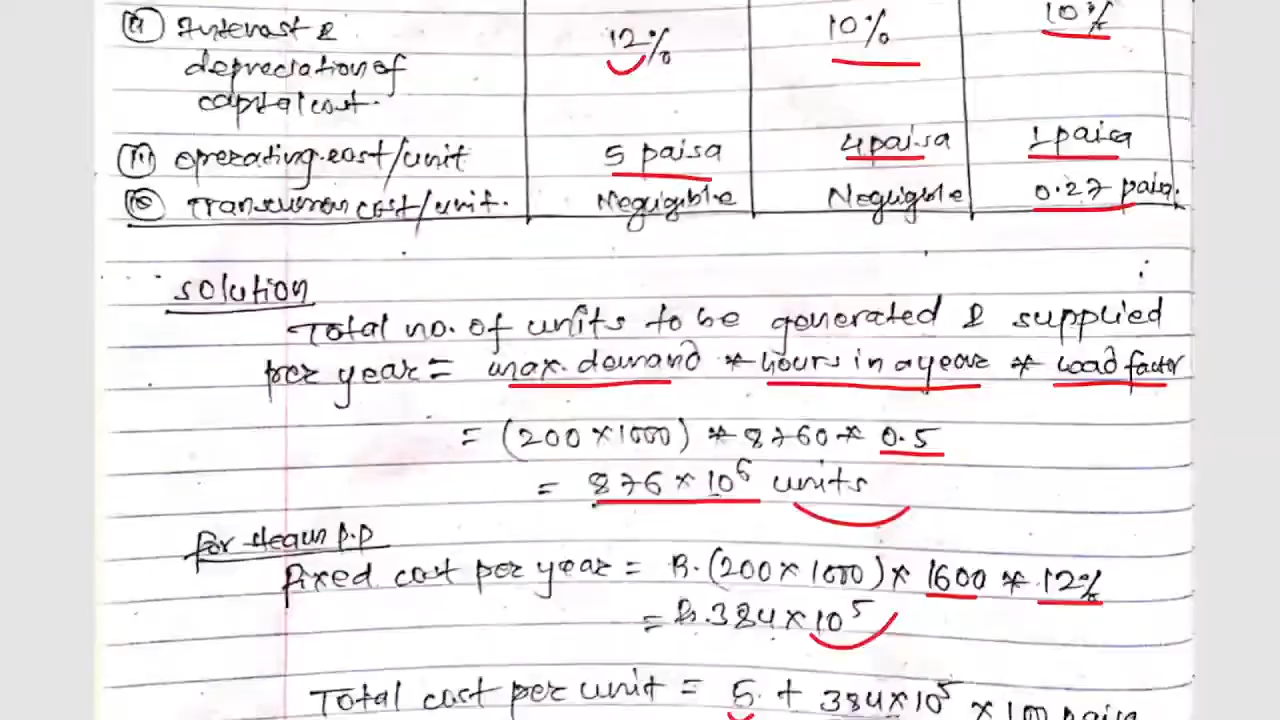 (ii) Interest & 12% 10% 10%
depreciation of
capital cost.
(iii) operating cost/unit 5 paisa 4 paisa 1 paisa
Transmission cost/unit. Negligible Negligible 0.27 paisa.
solution
Total no. of units to be generated & supplied
per year = max. demand * hours in a year * Load factor
= (200×1000) * 8760 * 0.5
= 876 × 10⁶ units
for steam p.p
fixed cost per year = Rs. (200 × 1000) × 1600 * 12%
= Rs. 384 × 10⁵
Total cost per unit = 5 + 384×10⁵ × 100 paisa